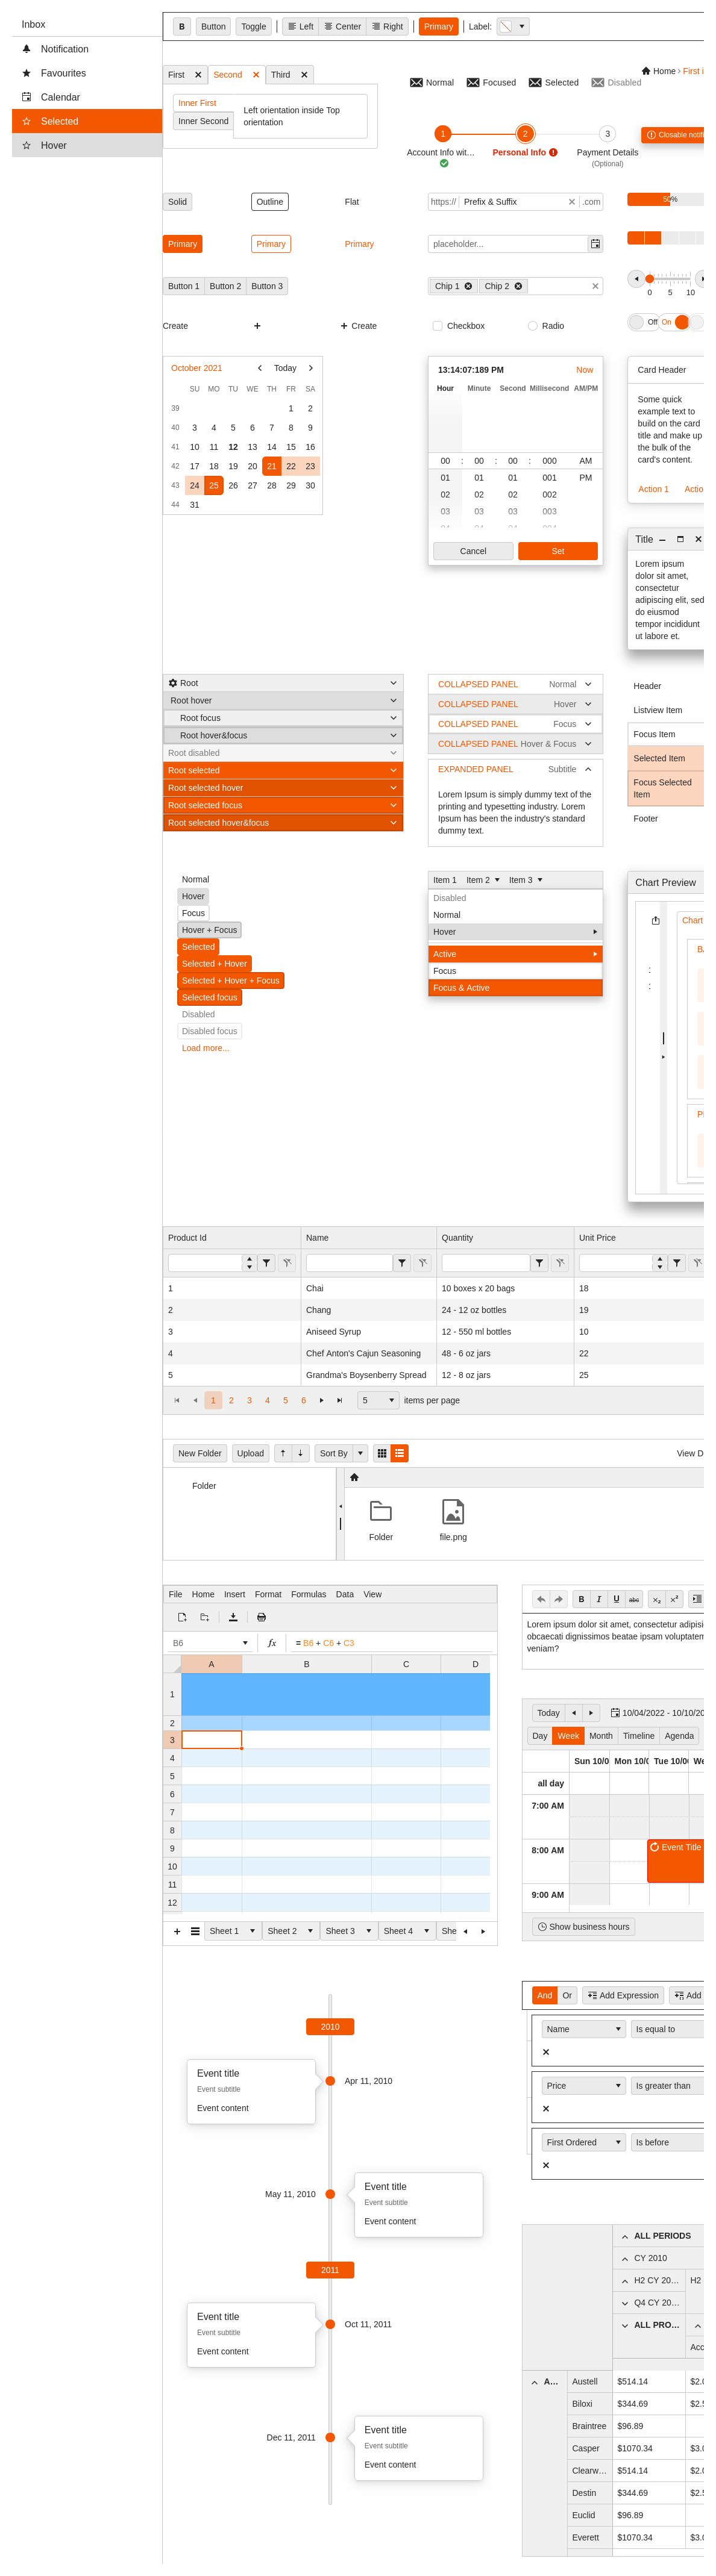 Inbox
Notification
Favourites
Calendar
Selected
Hover
B Button Toggle Left Center Right Primary Label:
First Second Third
Inner First
Inner Second
Left orientation inside Top
orientation
Normal Focused Selected Disabled
Home First i
1 2 3
Account Info wit… Personal Info Payment Details
(Optional)
Closable notifi
Solid Outline Flat
https:// Prefix & Suffix .com
50%
Primary Primary Primary
placeholder...
Button 1 Button 2 Button 3
Chip 1 Chip 2
0 5 10
Create Create
Checkbox Radio
Off On
October 2021 Today
SU MO TU WE TH FR SA
39 1 2
40 3 4 5 6 7 8 9
41 10 11 12 13 14 15 16
42 17 18 19 20 21 22 23
43 24 25 26 27 28 29 30
44 31
13:14:07:189 PM Now
Hour Minute Second Millisecond AM/PM
00 : 00 : 00 : 000 AM
01 01 01 001 PM
02 02 02 002
03 03 03 003
04 04 04 004
Cancel Set
Card Header
Some quick
example text to
build on the card
title and make up
the bulk of the
card's content.
Action 1 Actio
Title
Lorem ipsum
dolor sit amet,
consectetur
adipiscing elit, sed
do eiusmod
tempor incididunt
ut labore et.
Root
Root hover
Root focus
Root hover&focus
Root disabled
Root selected
Root selected hover
Root selected focus
Root selected hover&focus
COLLAPSED PANEL Normal
COLLAPSED PANEL Hover
COLLAPSED PANEL Focus
COLLAPSED PANEL Hover & Focus
EXPANDED PANEL Subtitle
Lorem Ipsum is simply dummy text of the
printing and typesetting industry. Lorem
Ipsum has been the industry's standard
dummy text.
Header
Listview Item
Focus Item
Selected Item
Focus Selected
Item
Footer
Normal
Hover
Focus
Hover + Focus
Selected
Selected + Hover
Selected + Hover + Focus
Selected focus
Disabled
Disabled focus
Load more...
Item 1 Item 2 Item 3
Disabled
Normal
Hover
Active
Focus
Focus & Active
Chart Preview
Chart
:
:
Product Id Name Quantity Unit Price
1 Chai 10 boxes x 20 bags 18
2 Chang 24 - 12 oz bottles 19
3 Aniseed Syrup 12 - 550 ml bottles 10
4 Chef Anton's Cajun Seasoning 48 - 6 oz jars 22
5 Grandma's Boysenberry Spread 12 - 8 oz jars 25
1 2 3 4 5 6 5 items per page
New Folder Upload Sort By View D
Folder
Folder file.png
File Home Insert Format Formulas Data View
B6 fx = B6 + C6 + C3
A B C D
1
2
3
4
5
6
7
8
9
10
11
12
Sheet 1 Sheet 2 Sheet 3 Sheet 4 She
B I U abc x₂ x²
Lorem ipsum dolor sit amet, consectetur adipisi
obcaecati dignissimos beatae ipsam voluptatem
veniam?
Today 10/04/2022 - 10/10/20
Day Week Month Timeline Agenda
Sun 10/0 Mon 10/0 Tue 10/0 We
all day
7:00 AM
8:00 AM Event Title
9:00 AM
Show business hours
2010
Event title
Event subtitle
Event content
Apr 11, 2010
May 11, 2010
Event title
Event subtitle
Event content
2011
Event title
Event subtitle
Event content
Oct 11, 2011
Dec 11, 2011
Event title
Event subtitle
Event content
And Or Add Expression Add
Name Is equal to
Price Is greater than
First Ordered Is before
ALL PERIODS
CY 2010
H2 CY 20… H2
Q4 CY 20…
ALL PRO…
Acc
A… Austell $514.14 $2.0
Biloxi $344.69 $2.5
Braintree $96.89
Casper $1070.34 $3.0
Clearw… $514.14 $2.0
Destin $344.69 $2.5
Euclid $96.89
Everett $1070.34 $3.0